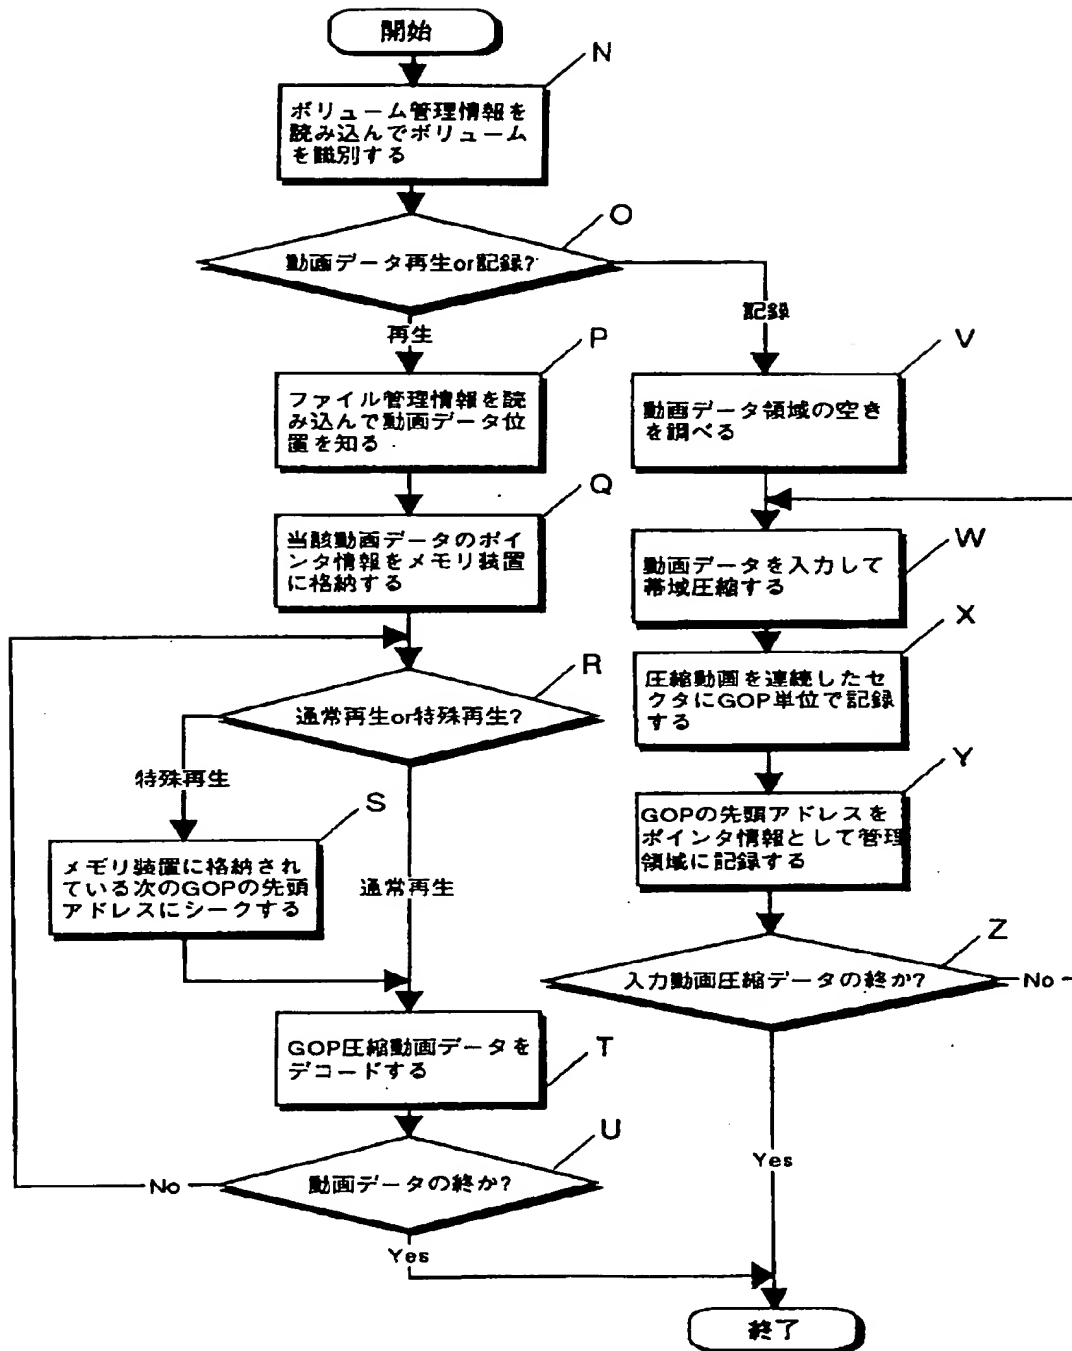 開始
N
ボリューム管理情報を
読み込んでボリューム
を識別する
O
動画データ再生or記録?
再生
記録
P
ファイル管理情報を読
み込んで動画データ位
置を知る
V
動画データ領域の空き
を調べる
Q
当該動画データのポイ
ンタ情報をメモリ装置
に格納する
W
動画データを入力して
帯域圧縮する
R
通常再生or特殊再生?
X
圧縮動画を連続したセ
クタにGOP単位で記録
する
特殊再生
S
メモリ装置に格納され
ている次のGOPの先頭
アドレスにシークする
通常再生
Y
GOPの先頭アドレスを
ポインタ情報として管理
領域に記録する
Z
入力動画圧縮データの終か?
No
T
GOP圧縮動画データを
デコードする
U
動画データの終か?
No
Yes
Yes
終了